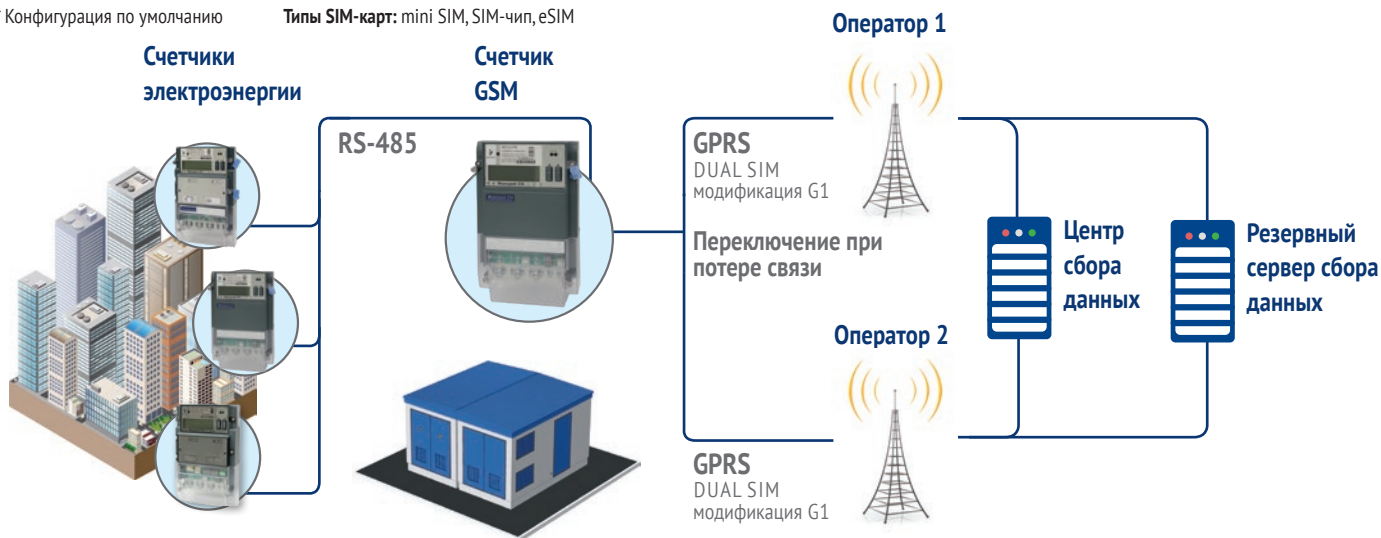 * Конфигурация по умолчанию
Типы SIM-карт: mini SIM, SIM-чип, eSIM
Счетчики
электроэнергии
Счетчик
GSM
Оператор 1
RS-485
GPRS
DUAL SIM
модификация G1
Переключение при
потере связи
Центр
сбора
данных
Резервный
сервер сбора
данных
Оператор 2
GPRS
DUAL SIM
модификация G1